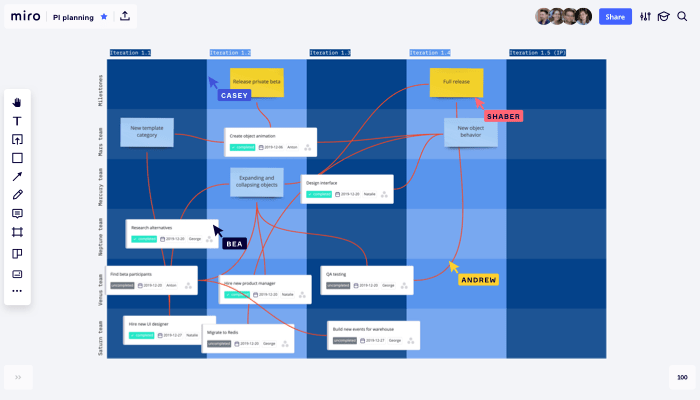 miro
PI planning
Share
Iteration 1.1
Iteration 1.2
Iteration 1.3
Iteration 1.4
Iteration 1.5 (IP)
Milestones
Release private beta
CASEY
Full release
SHABER
Mars team
New template
category
Create object animation
completed
2019-12-06
Anton
New object
behavior
Mercury team
Expanding and
collapsing objects
Design interface
completed
2019-12-20
Natalie
Neptune team
Research alternatives
completed
2019-12-20
George
BEA
Venus team
Find beta participants
uncompleted
2019-12-20
George
Hire new product manager
completed
2019-12-20
Natalie
QA testing
uncompleted
2019-12-20
George
ANDREW
Saturn team
Hire new UI designer
completed
2019-12-27
Natalie
Migrate to Redis
uncompleted
2019-12-20
George
Build new events for warehouse
uncompleted
2019-12-27
George
100